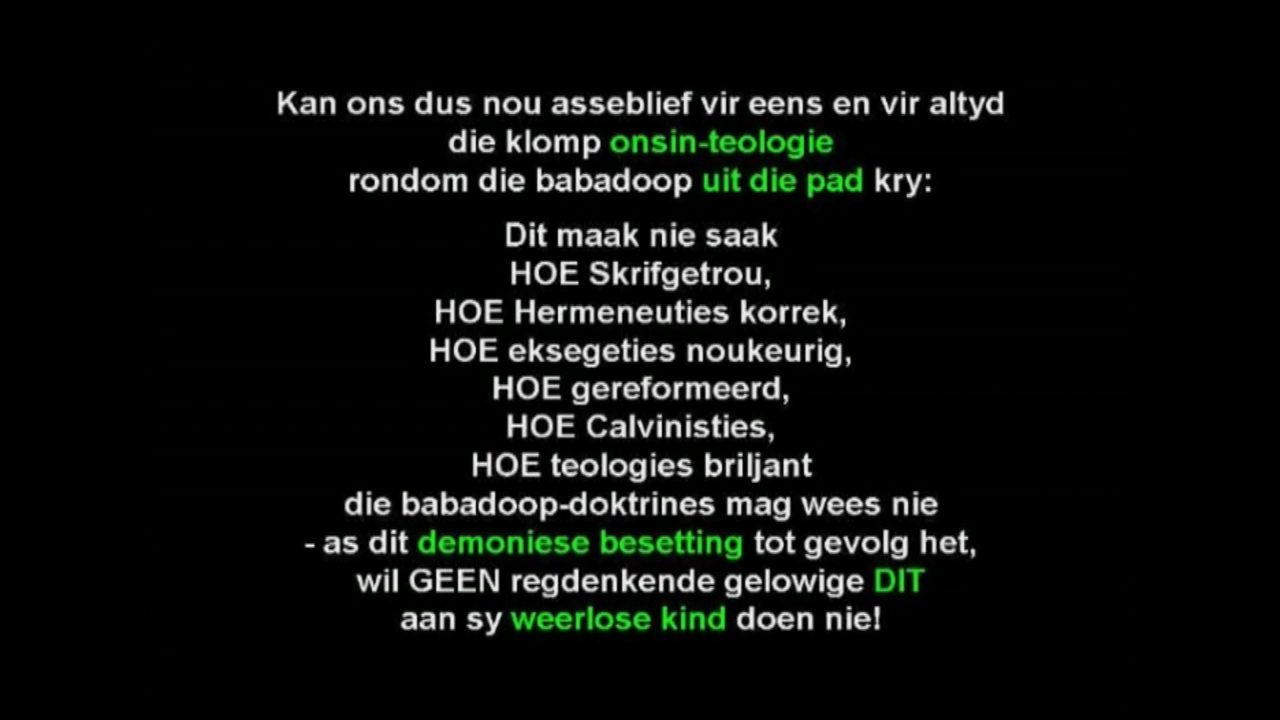 Kan ons dus nou asseblief vir eens en vir altyd
die klomp onsin-teologie
rondom die babadoop uit die pad kry:
Dit maak nie saak
HOE Skrifgetrou,
HOE Hermeneuties korrek,
HOE eksegeties noukeurig,
HOE gereformeerd,
HOE Calvinisties,
HOE teologies briljant
die babadoop-doktrines mag wees nie
- as dit demoniese besetting tot gevolg het,
wil GEEN regdenkende gelowige DIT
aan sy weerlose kind doen nie!